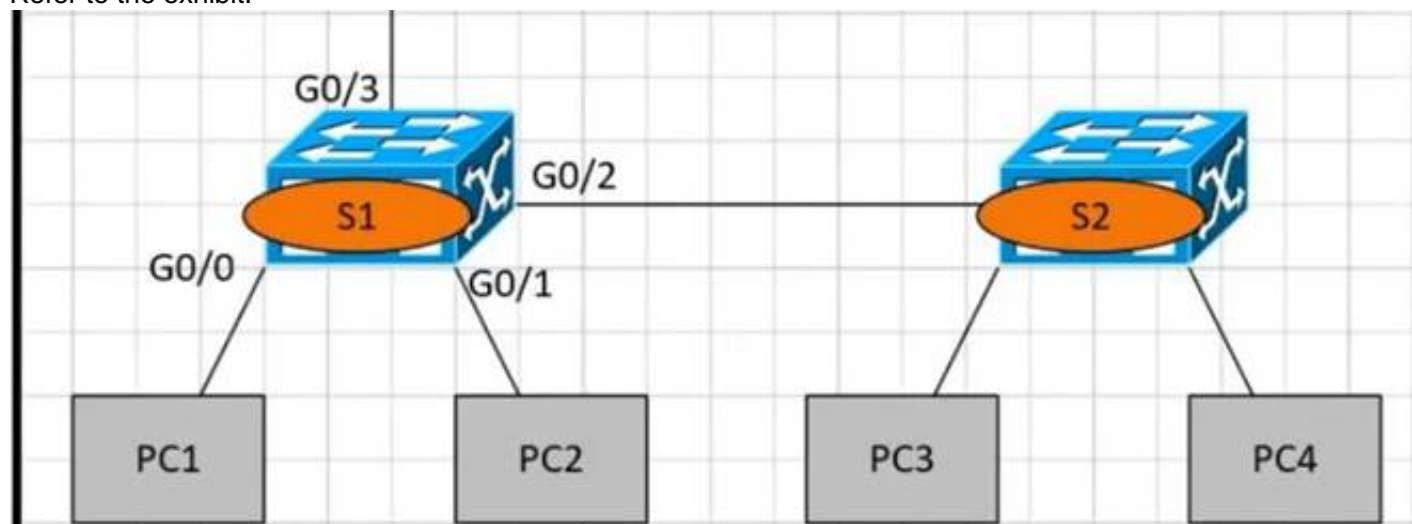 Refer to the exhibit.
G0/3
G0/2
S1
S2
G0/0
G0/1
PC1
PC2
PC3
PC4